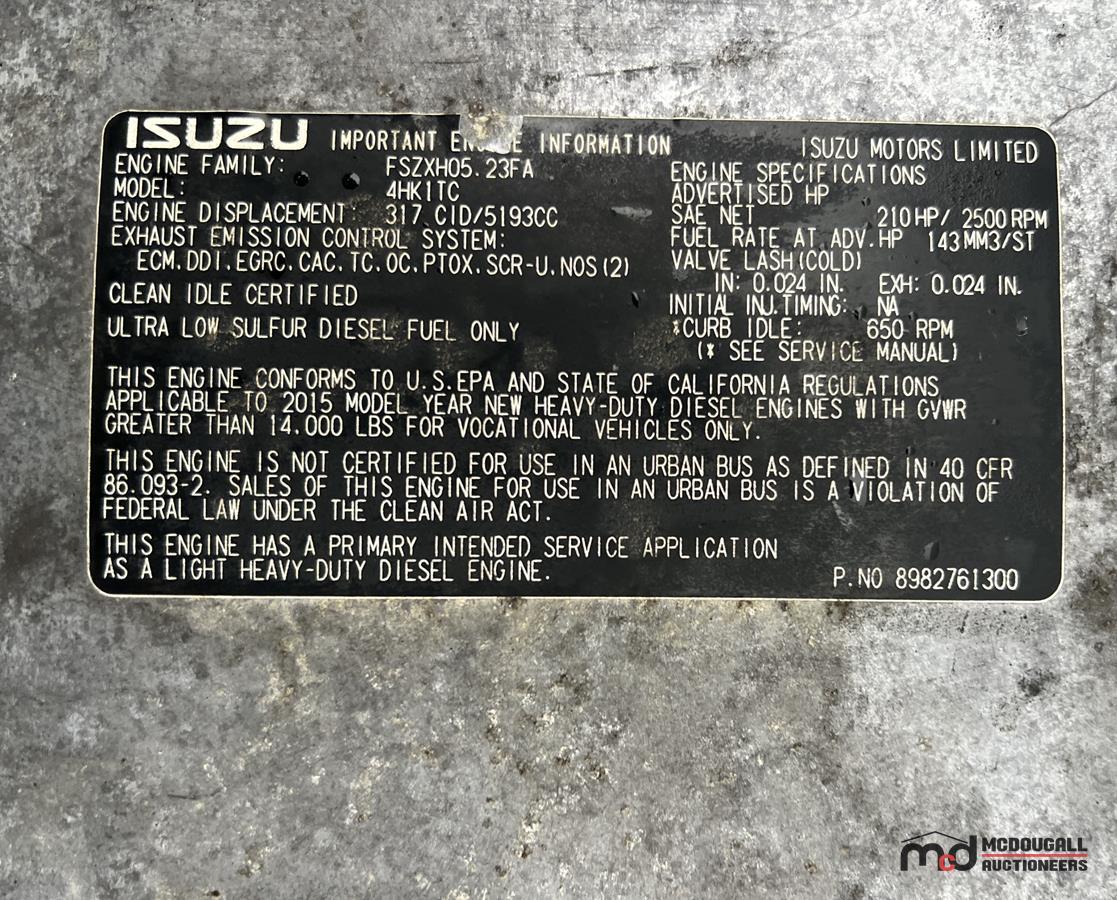 ISUZU IMPORTANT ENGINE INFORMATION ISUZU MOTORS LIMITED
ENGINE FAMILY: FSZXH05.23FA
MODEL: 4HK1TC
ENGINE DISPLACEMENT: 317 CID/5193CC
EXHAUST EMISSION CONTROL SYSTEM:
ECM.DDI.EGRC.CAC.TC.OC.PTOX.SCR-U.NOS(2)
CLEAN IDLE CERTIFIED
ULTRA LOW SULFUR DIESEL FUEL ONLY
ENGINE SPECIFICATIONS
ADVERTISED HP
SAE NET 210HP/2500RPM
FUEL RATE AT ADV.HP 143MM3/ST
VALVE LASH(COLD)
IN: 0.024 IN. EXH: 0.024 IN.
INITIAL INJ.TIMING: NA
*CURB IDLE: 650 RPM
(* SEE SERVICE MANUAL)
THIS ENGINE CONFORMS TO U.S.EPA AND STATE OF CALIFORNIA REGULATIONS
APPLICABLE TO 2015 MODEL YEAR NEW HEAVY-DUTY DIESEL ENGINES WITH GVWR
GREATER THAN 14.000 LBS FOR VOCATIONAL VEHICLES ONLY.
THIS ENGINE IS NOT CERTIFIED FOR USE IN AN URBAN BUS AS DEFINED IN 40 CFR
86.093-2. SALES OF THIS ENGINE FOR USE IN AN URBAN BUS IS A VIOLATION OF
FEDERAL LAW UNDER THE CLEAN AIR ACT.
THIS ENGINE HAS A PRIMARY INTENDED SERVICE APPLICATION
AS A LIGHT HEAVY-DUTY DIESEL ENGINE.
P.NO 8982761300
mcd MCDOUGALL
AUCTIONEERS